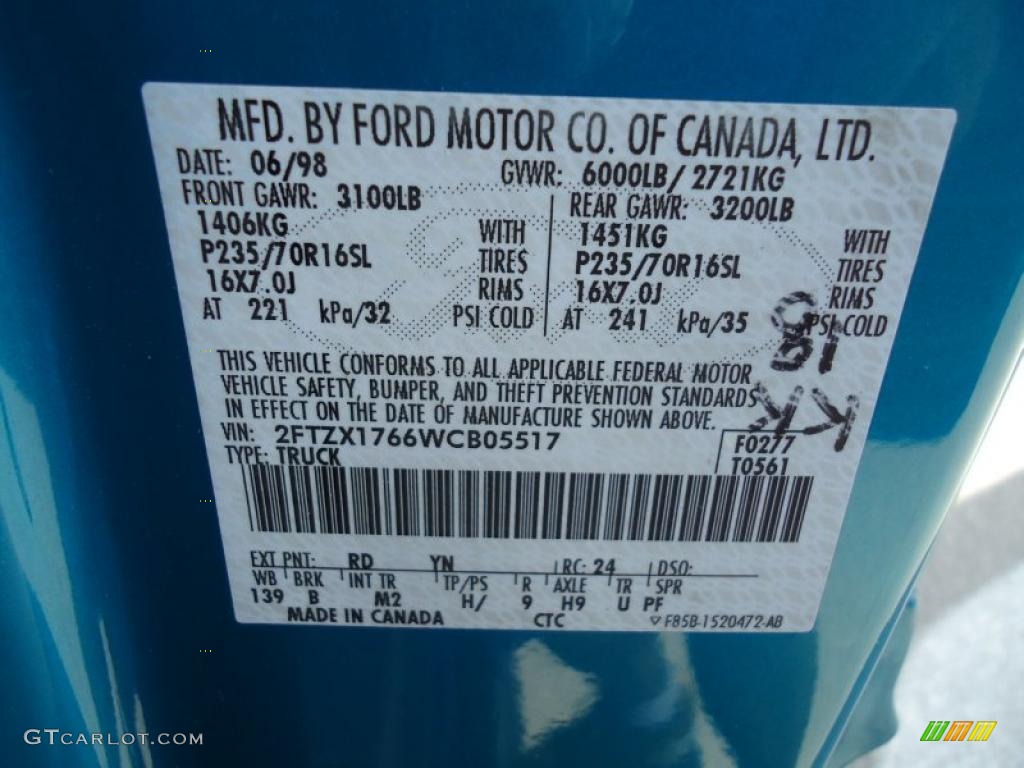 MFD. BY FORD MOTOR CO. OF CANADA, LTD.
DATE: 06/98 GVWR: 6000LB/ 2721KG
FRONT GAWR: 3100LB REAR GAWR: 3200LB
1406KG WITH 1451KG WITH
P235/70R16SL TIRES P235/70R16SL TIRES
16X7.0J RIMS 16X7.0J RIMS
AT 221 kPa/32 PSI COLD AT 241 kPa/35 PSI COLD
THIS VEHICLE CONFORMS TO ALL APPLICABLE FEDERAL MOTOR
VEHICLE SAFETY, BUMPER, AND THEFT PREVENTION STANDARDS
IN EFFECT ON THE DATE OF MANUFACTURE SHOWN ABOVE.
VIN: 2FTZX1766WCB05517 F0277
TYPE: TRUCK T0561
EXT PNT: RD YN RC: 24 DSO:
WB BRK INT TR TP/PS R AXLE TR SPR
139 B M2 H/ 9 H9 U PF
MADE IN CANADA CTC F85B-1520472-AB
GTCARLOT.COM